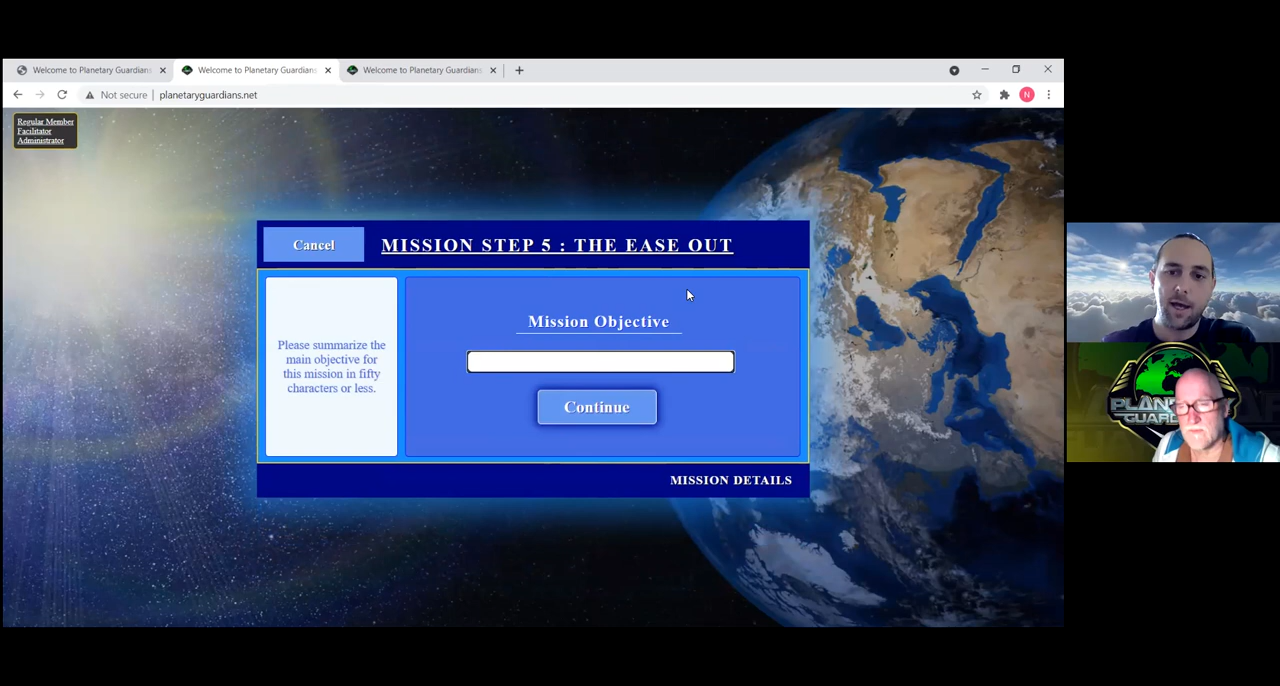 Welcome to Planetary Guardians
Welcome to Planetary Guardians
Welcome to Planetary Guardians
Not secure
planetaryguardians.net
N
Regular Member
Facilitator
Administrator
Cancel
MISSION STEP 5 : THE EASE OUT
Please summarize the
main objective for
this mission in fifty
characters or less.
Mission Objective
Continue
MISSION DETAILS